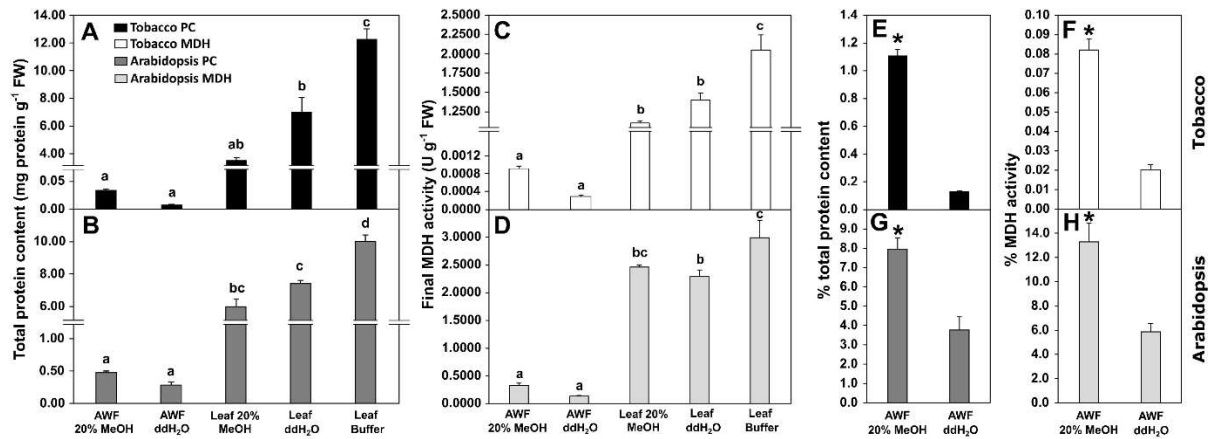 A
Tobacco PC
Tobacco MDH
Arabidopsis PC
Arabidopsis MDH
14.00
12.00
10.00
8.00
6.00
4.00
0.05
0.00
a
a
ab
b
c
B
10.00
8.00
6.00
1.00
0.50
0.00
a
a
bc
c
d
Total protein content (mg protein g-1 FW)
AWF 20% MeOH
AWF ddH2O
Leaf 20% MeOH
Leaf ddH2O
Leaf Buffer
C
2.5000
2.2500
2.0000
1.7500
1.5000
1.2500
0.0012
0.0004
0.0000
a
a
b
b
c
D
3.0000
2.5000
2.0000
1.5000
1.0000
0.5000
0.0000
a
a
bc
b
c
Final MDH activity (U g-1 FW)
AWF 20% MeOH
AWF ddH2O
Leaf 20% MeOH
Leaf ddH2O
Leaf Buffer
E
1.4
1.2
1.0
0.8
0.6
0.4
0.2
0.0
*
G
9.0
8.0
7.0
6.0
5.0
4.0
3.0
2.0
1.0
0.0
*
% total protein content
AWF 20% MeOH
AWF ddH2O
F
0.10
0.09
0.08
0.07
0.06
0.05
0.04
0.03
0.02
0.01
0.00
*
H
14.0
12.0
10.0
8.0
6.0
4.0
2.0
0.0
*
% MDH activity
AWF 20% MeOH
AWF ddH2O
Tobacco
Arabidopsis